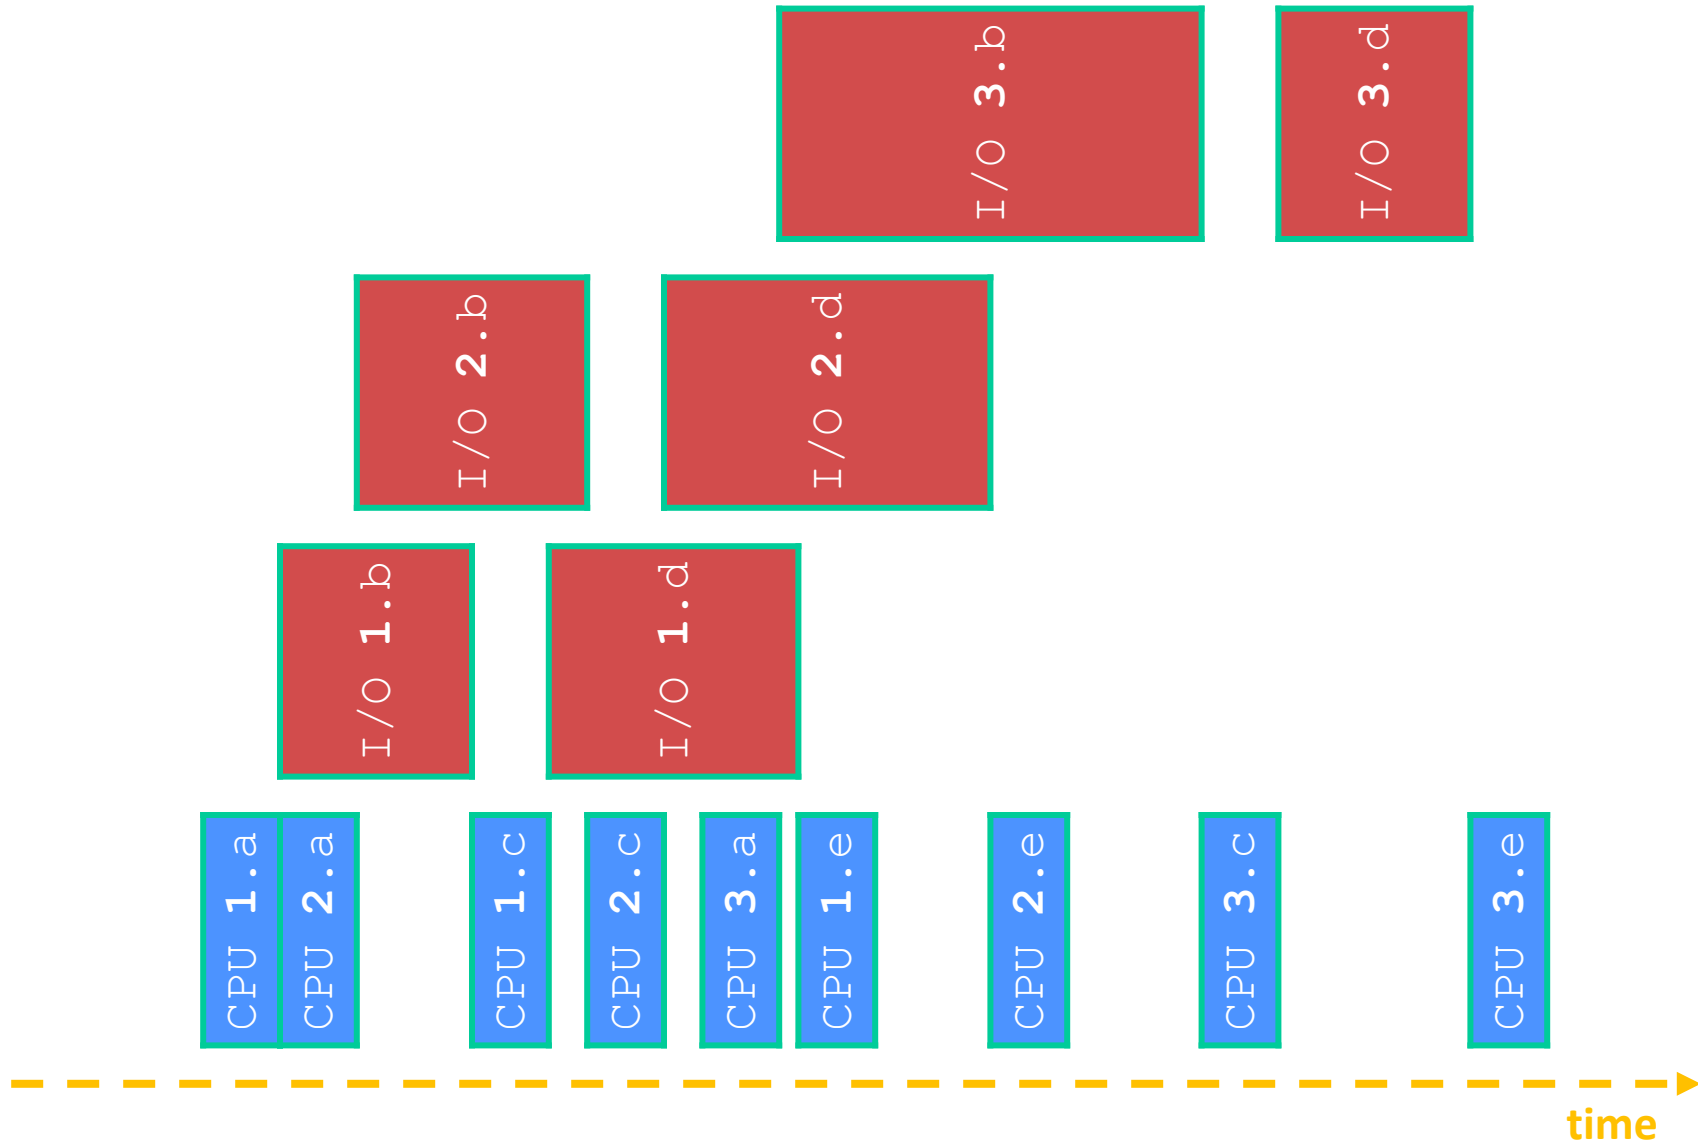 I/O 3.b
I/O 3.d
I/O 2.b
I/O 2.d
I/O 1.b
I/O 1.d
CPU 1.a
CPU 2.a
CPU 1.c
CPU 2.c
CPU 3.a
CPU 1.e
CPU 2.e
CPU 3.c
CPU 3.e
time